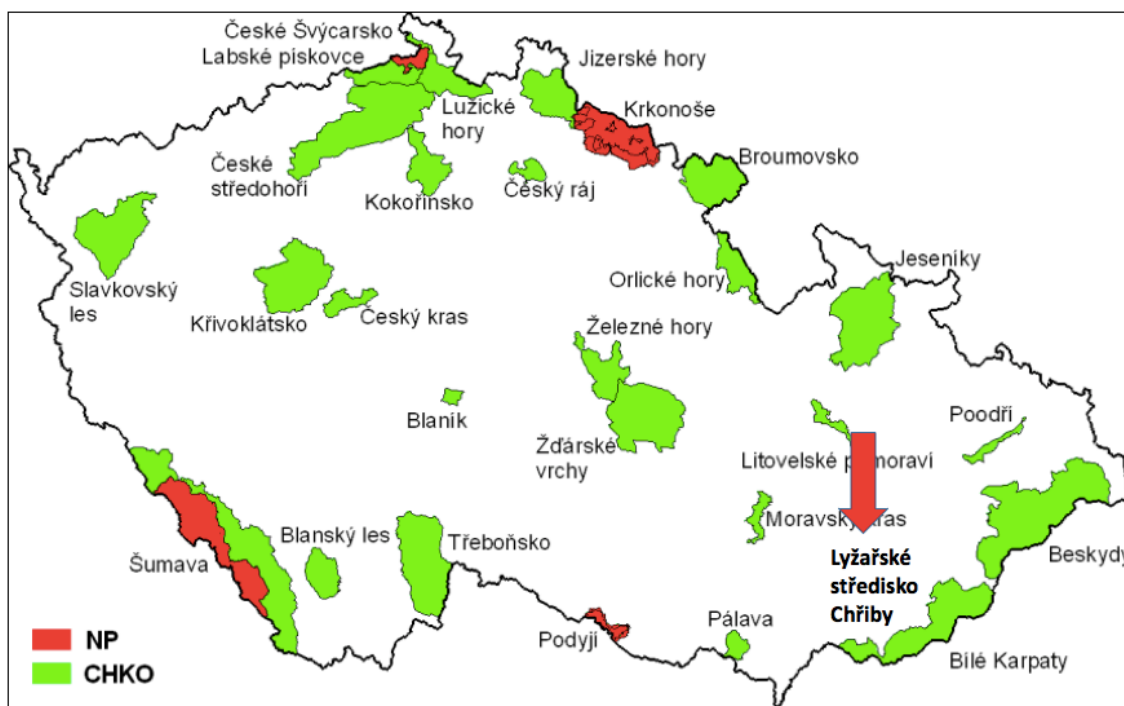 České Švýcarsko
Labské pískovce
Jizerské hory
Lužické
hory
Krkonoše
Broumovsko
České
středohoří
Kokořínsko
Český ráj
Slavkovský
les
Křivoklátsko
Český kras
Orlické hory
Jeseníky
Železné hory
Blaník
Žďárské
vrchy
Litovelské p moraví
Poodří
Moravský kras
Lyžařské
středisko
Chřiby
Beskydy
Šumava
Blanský les
Třeboňsko
Podyjí
Pálava
Bílé Karpaty
NP
CHKO